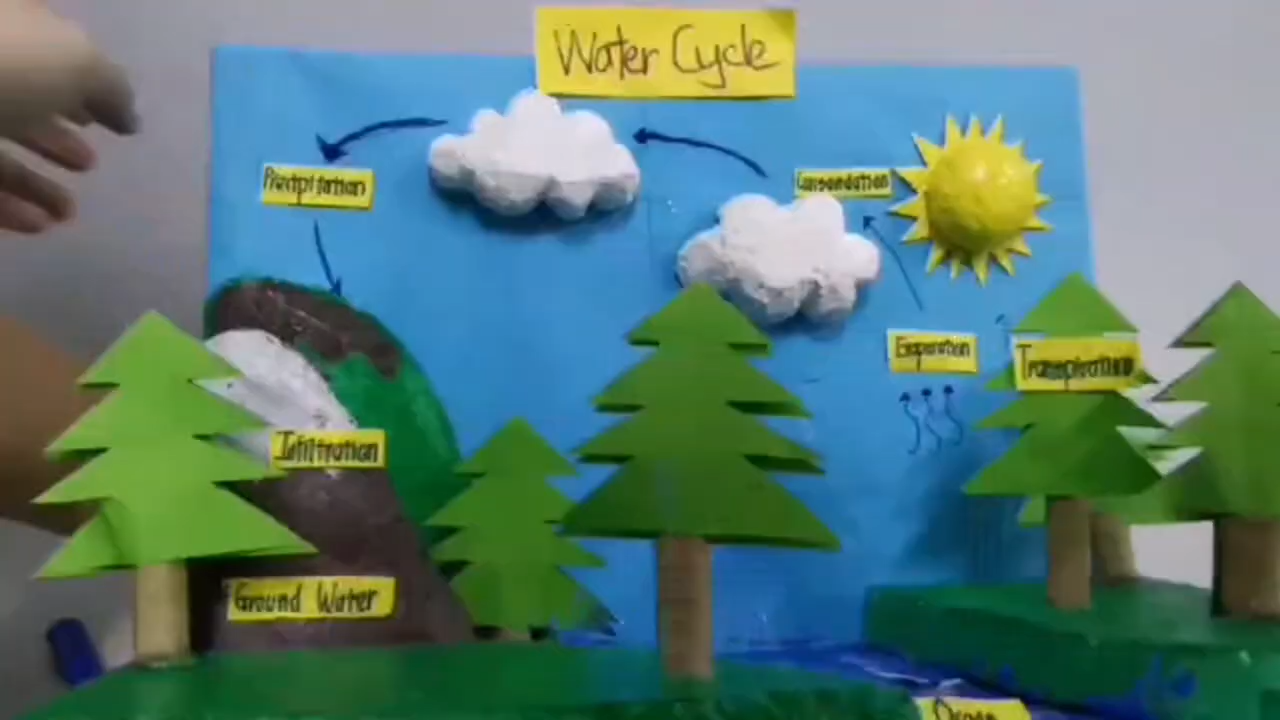 Water Cycle
Precipitation
Condensation
Evaporation
Transpiration
Infiltration
Ground Water